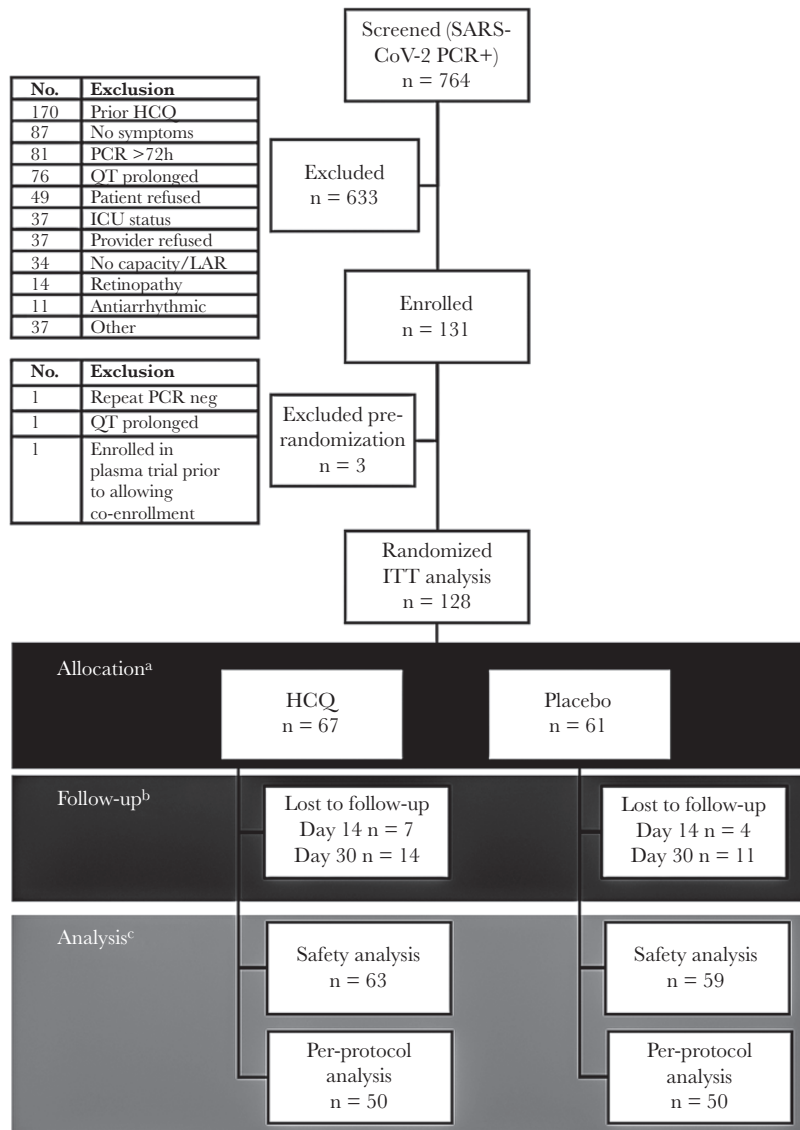 Screened (SARS-
CoV-2 PCR+)
n = 764
No. Exclusion
170 Prior HCQ
87 No symptoms
81 PCR >72h
76 QT prolonged
49 Patient refused
37 ICU status
37 Provider refused
34 No capacity/LAR
14 Retinopathy
11 Antiarrhythmic
37 Other
Excluded
n = 633
Enrolled
n = 131
No. Exclusion
1 Repeat PCR neg
1 QT prolonged
1 Enrolled in
plasma trial prior
to allowing
co-enrollment
Excluded pre-
randomization
n = 3
Randomized
ITT analysis
n = 128
Allocationᵃ
HCQ
n = 67
Placebo
n = 61
Follow-upᵇ
Lost to follow-up
Day 14 n = 7
Day 30 n = 14
Lost to follow-up
Day 14 n = 4
Day 30 n = 11
Analysisᶜ
Safety analysis
n = 63
Safety analysis
n = 59
Per-protocol
analysis
n = 50
Per-protocol
analysis
n = 50